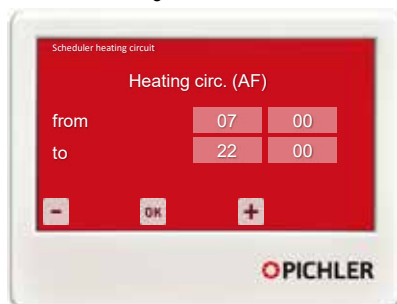 Scheduler heating circuit
Heating circ. (AF)
from 07 00
to 22 00
- OK +
PICHLER